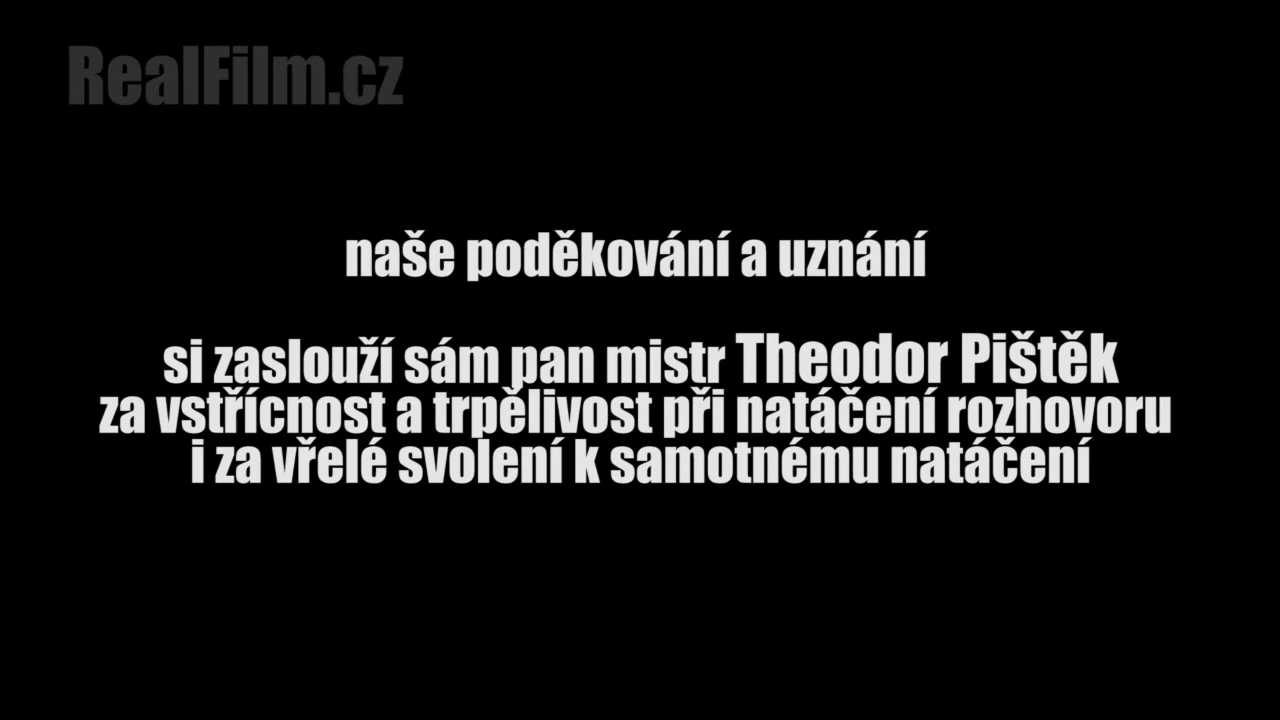 RealFilm.cz
naše poděkování a uznání
si zaslouží sám pan mistr Theodor Pištěk
za vstřícnost a trpělivost při natáčení rozhovoru
i za vřelé svolení k samotnému natáčení